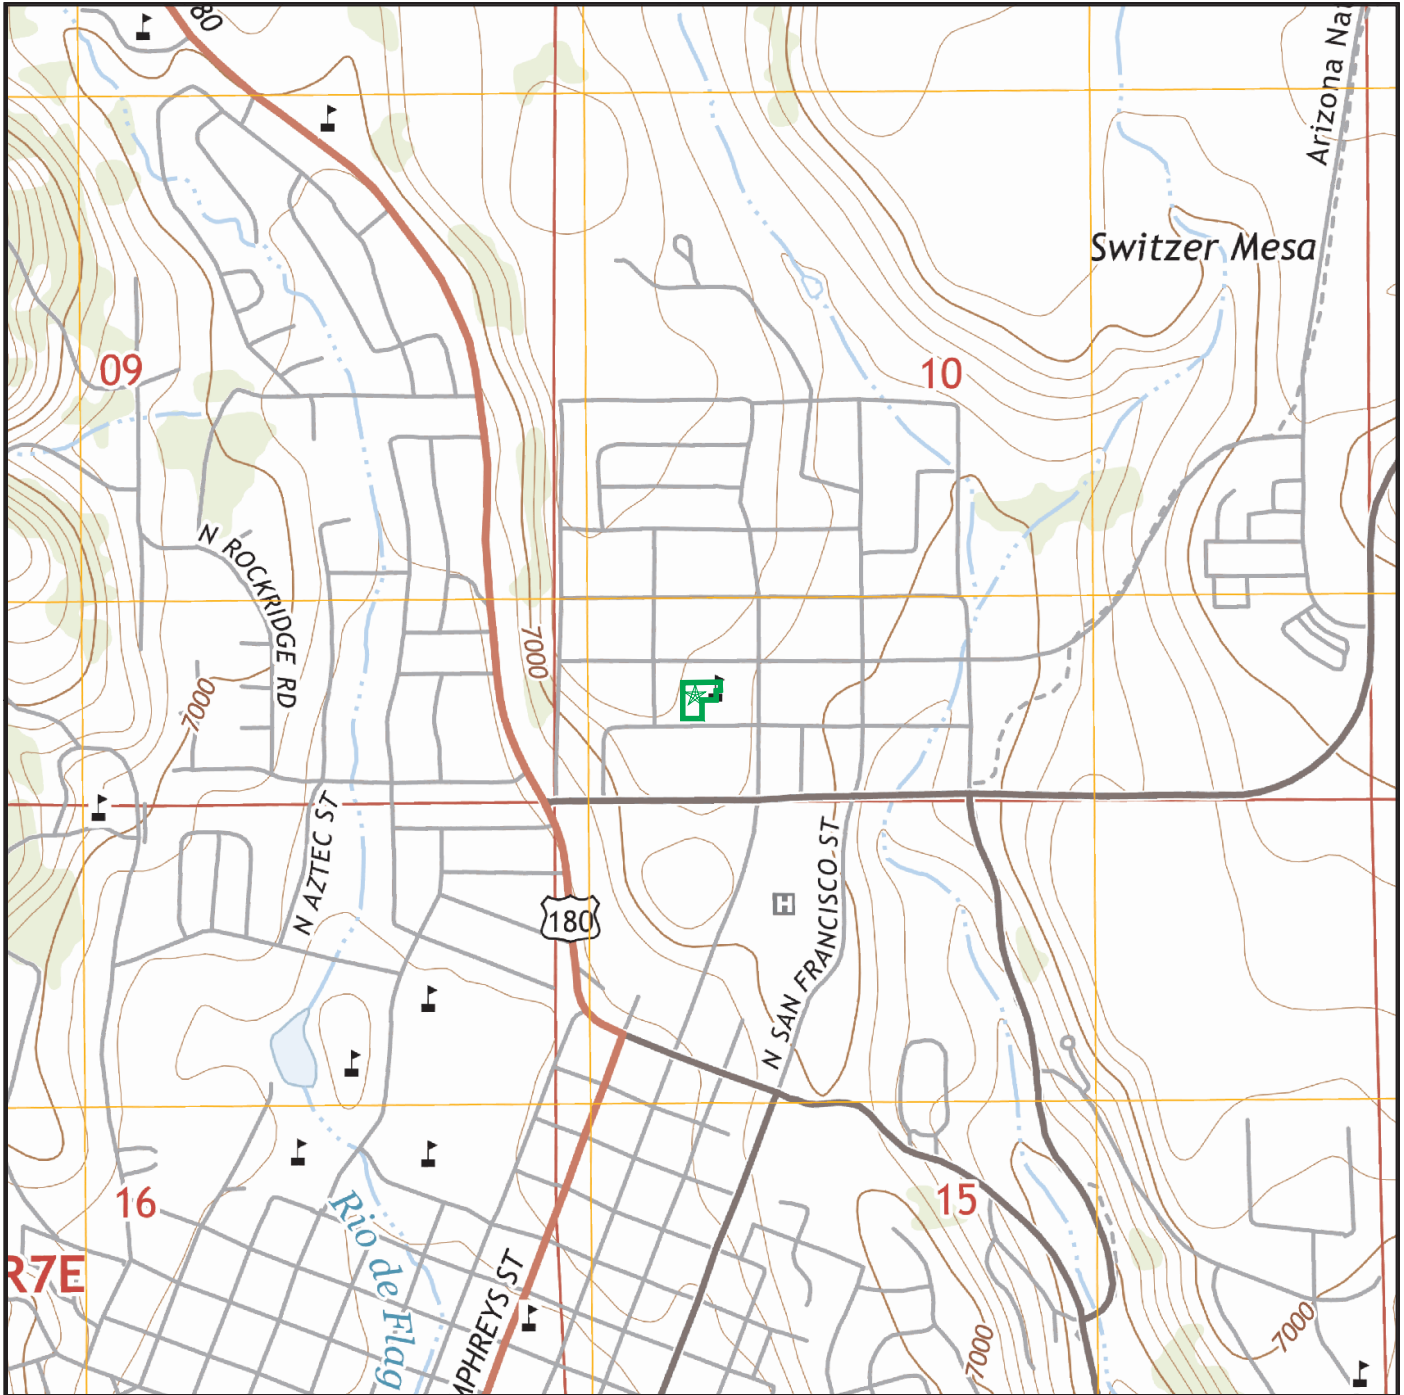 80
Arizona Na
Switzer Mesa
09
10
N ROCKRIDGE RD
7000
7000
N AZTEC ST
N SAN FRANCISCO ST
180
H
16
15
Rio de Flag
R7E
MPHREYS ST
7000
7000